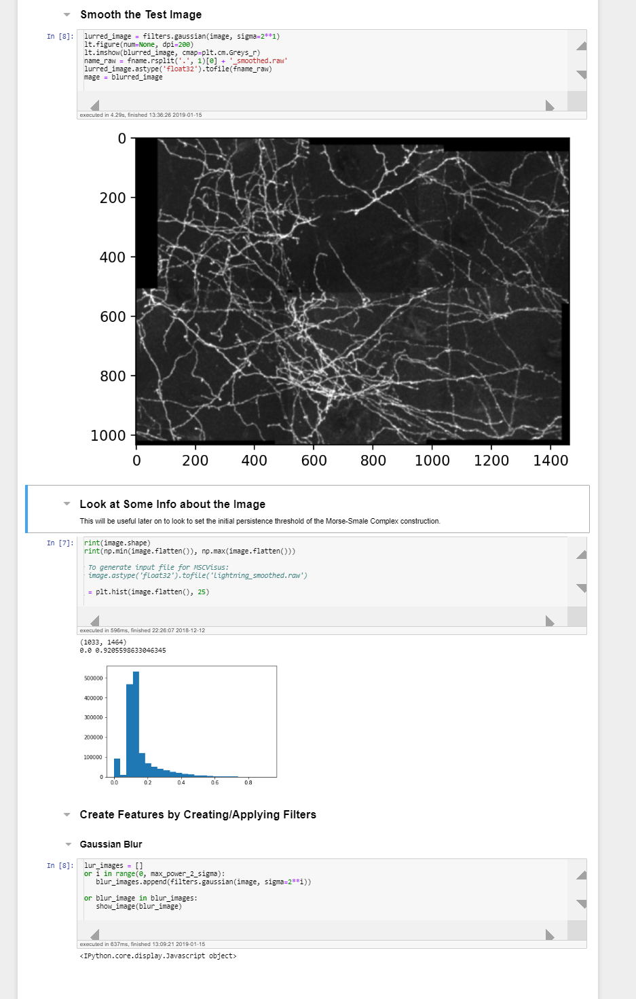 Smooth the Test Image
In [8]:
lurred_image = filters.gaussian(image, sigma=2**1)
lt.figure(num=None, dpi=200)
lt.imshow(blurred_image, cmap=plt.cm.Greys_r)
name_raw = fname.rsplit('.', 1)[0] + '_smoothed.raw'
lurred_image.astype('float32').tofile(fname_raw)
mage = blurred_image
executed in 4.29s, finished 13:36:26 2019-01-15
0
200
400
600
800
1000
0 200 400 600 800 1000 1200 1400
Look at Some Info about the Image
This will be useful later on to look to set the initial persistence threshold of the Morse-Smale Complex construction.
In [7]:
rint(image.shape)
rint(np.min(image.flatten()), np.max(image.flatten()))
To generate input file for MSCVisus:
image.astype('float32').tofile('lightning_smoothed.raw')
= plt.hist(image.flatten(), 25)
executed in 596ms, finished 22:26:07 2018-12-12
(1033, 1464)
0.0 0.9205598633046345
500000
400000
300000
200000
100000
0
0.0 0.2 0.4 0.6 0.8
Create Features by Creating/Applying Filters
Gaussian Blur
In [8]:
lur_images = []
or i in range(0, max_power_2_sigma):
blur_images.append(filters.gaussian(image, sigma=2**i))
or blur_image in blur_images:
show_image(blur_image)
executed in 637ms, finished 13:09:21 2019-01-15
<IPython.core.display.Javascript object>